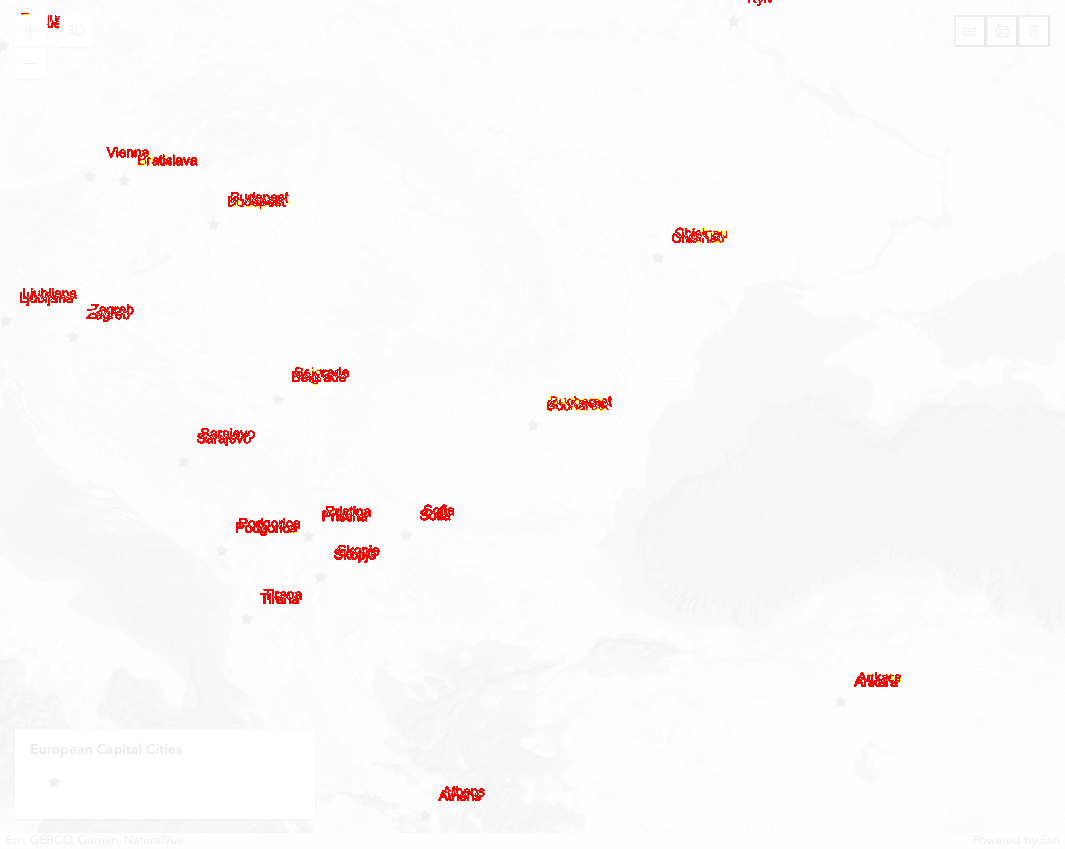 3D
Kyiv
Vienna
Bratislava
Budapest
Chisinau
Ljubljana
Zagreb
Belgrade
Bucharest
Sarajevo
Pristina
Sofia
Podgorica
Skopje
Tirana
Ankara
European Capital Cities
Athens
Esri, GEBCO, Garmin, NaturalVue
Powered by Esri